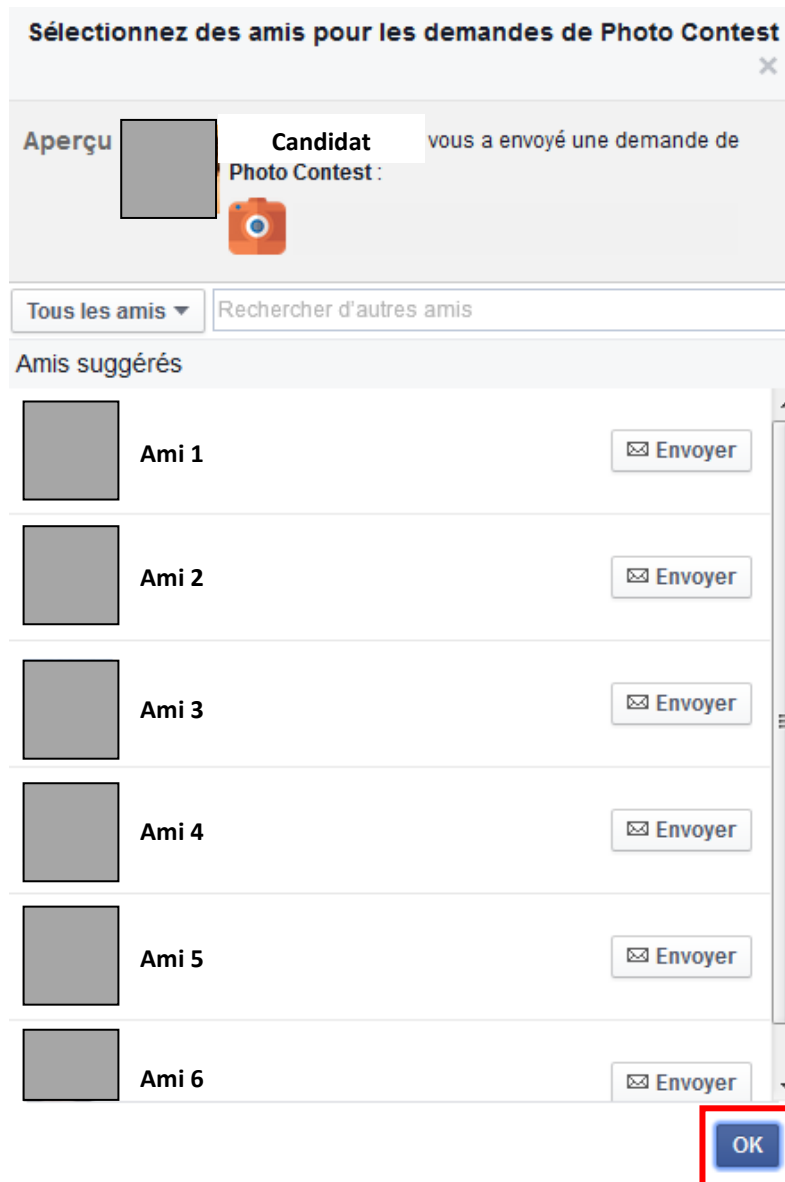 Sélectionnez des amis pour les demandes de Photo Contest
Aperçu Candidat vous a envoyé une demande de
Photo Contest :
Tous les amis Rechercher d'autres amis
Amis suggérés
Ami 1 Envoyer
Ami 2 Envoyer
Ami 3 Envoyer
Ami 4 Envoyer
Ami 5 Envoyer
Ami 6 Envoyer
OK